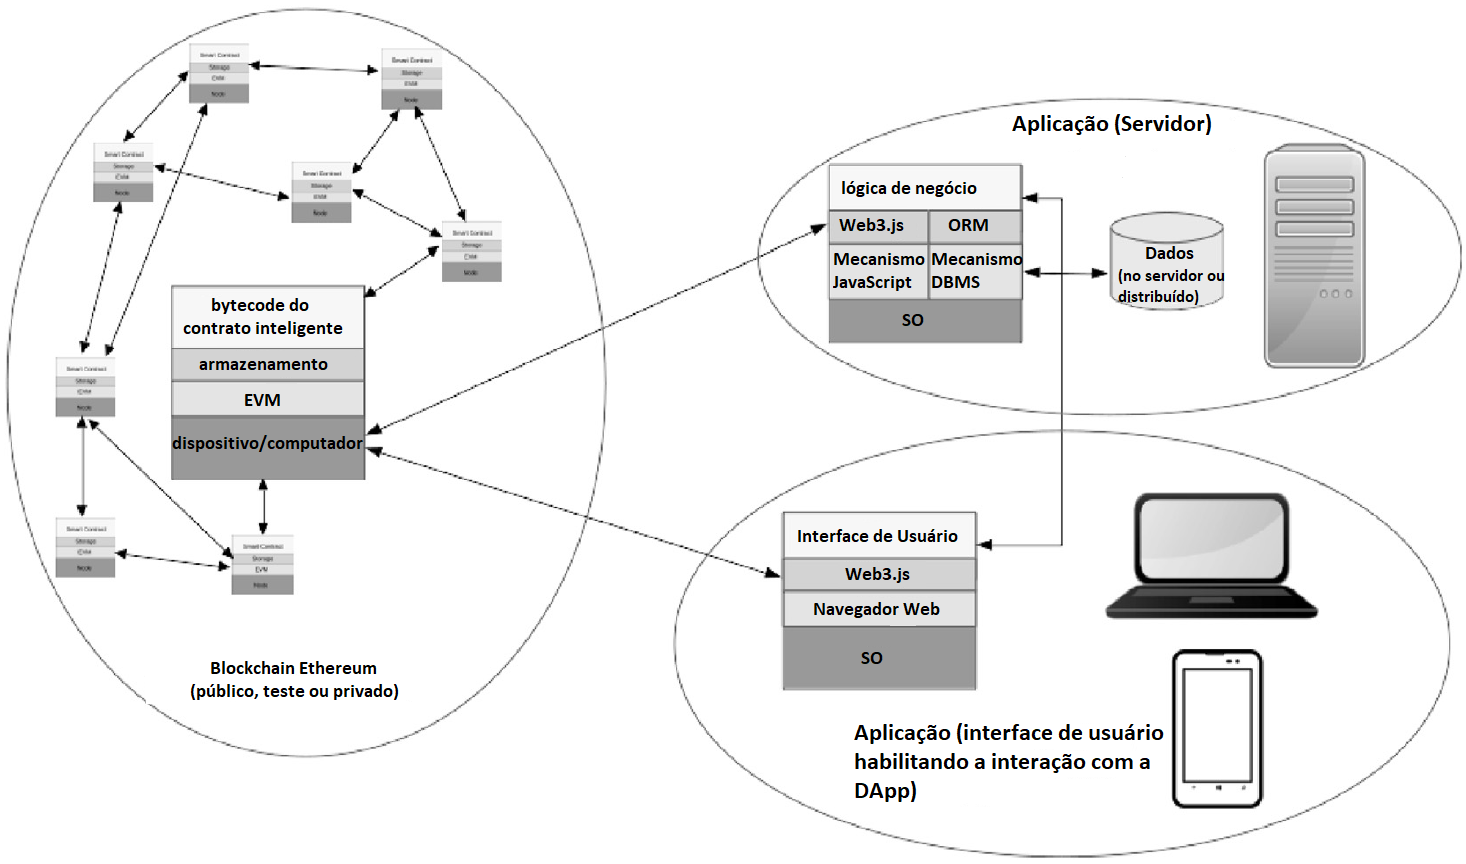 Smart Contract
Storage
EVM
Node
Smart Contract
Storage
EVM
Node
Smart Contract
Storage
EVM
Node
Smart Contract
Storage
EVM
Node
Smart Contract
Storage
EVM
Node
bytecode do
contrato inteligente
armazenamento
EVM
dispositivo/computador
Smart Contract
Storage
EVM
Node
Smart Contract
Storage
EVM
Node
Smart Contract
Storage
EVM
Node
Blockchain Ethereum
(público, teste ou privado)
Aplicação (Servidor)
lógica de negócio
Web3.js
ORM
Mecanismo
JavaScript
Mecanismo
DBMS
SO
Dados
(no servidor ou
distribuído)
Interface de Usuário
Web3.js
Navegador Web
SO
Aplicação (interface de usuário
habilitando a interação com a
DApp)